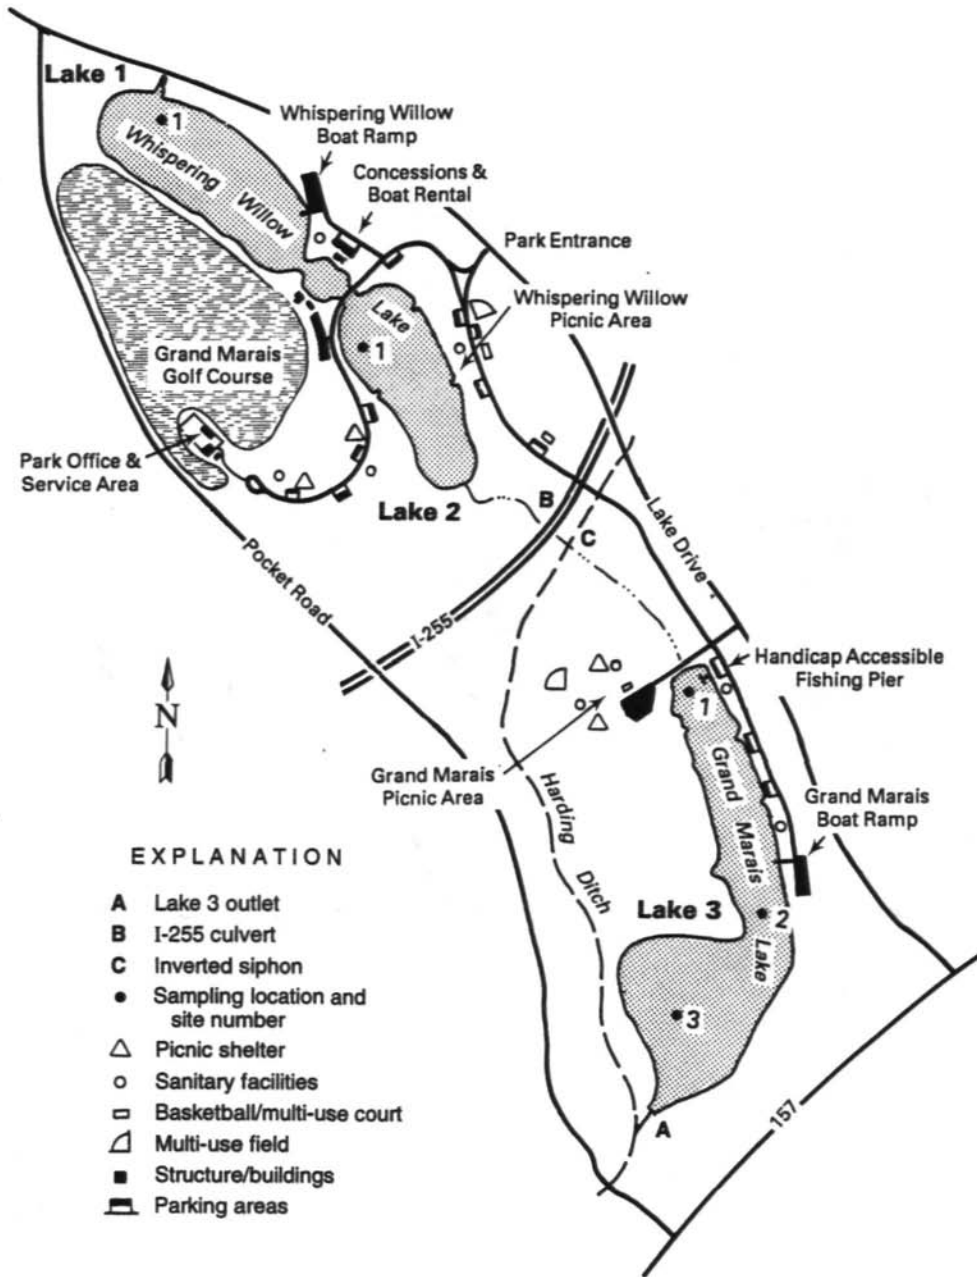 Lake 1
1
Whispering
Willow
Whispering Willow
Boat Ramp
Concessions &
Boat Rental
Park Entrance
Whispering Willow
Picnic Area
Lake
1
Grand Marais
Golf Course
Park Office &
Service Area
Lake 2
B
C
Lake Drive
Pocket Road
I-255
N
Handicap Accessible
Fishing Pier
1
Grand
Marais
Lake
Grand Marais
Picnic Area
Harding
Ditch
Grand Marais
Boat Ramp
Lake 3
2
3
A
157
EXPLANATION
A Lake 3 outlet
B I-255 culvert
C Inverted siphon
Sampling location and
site number
Picnic shelter
Sanitary facilities
Basketball/multi-use court
Multi-use field
Structure/buildings
Parking areas